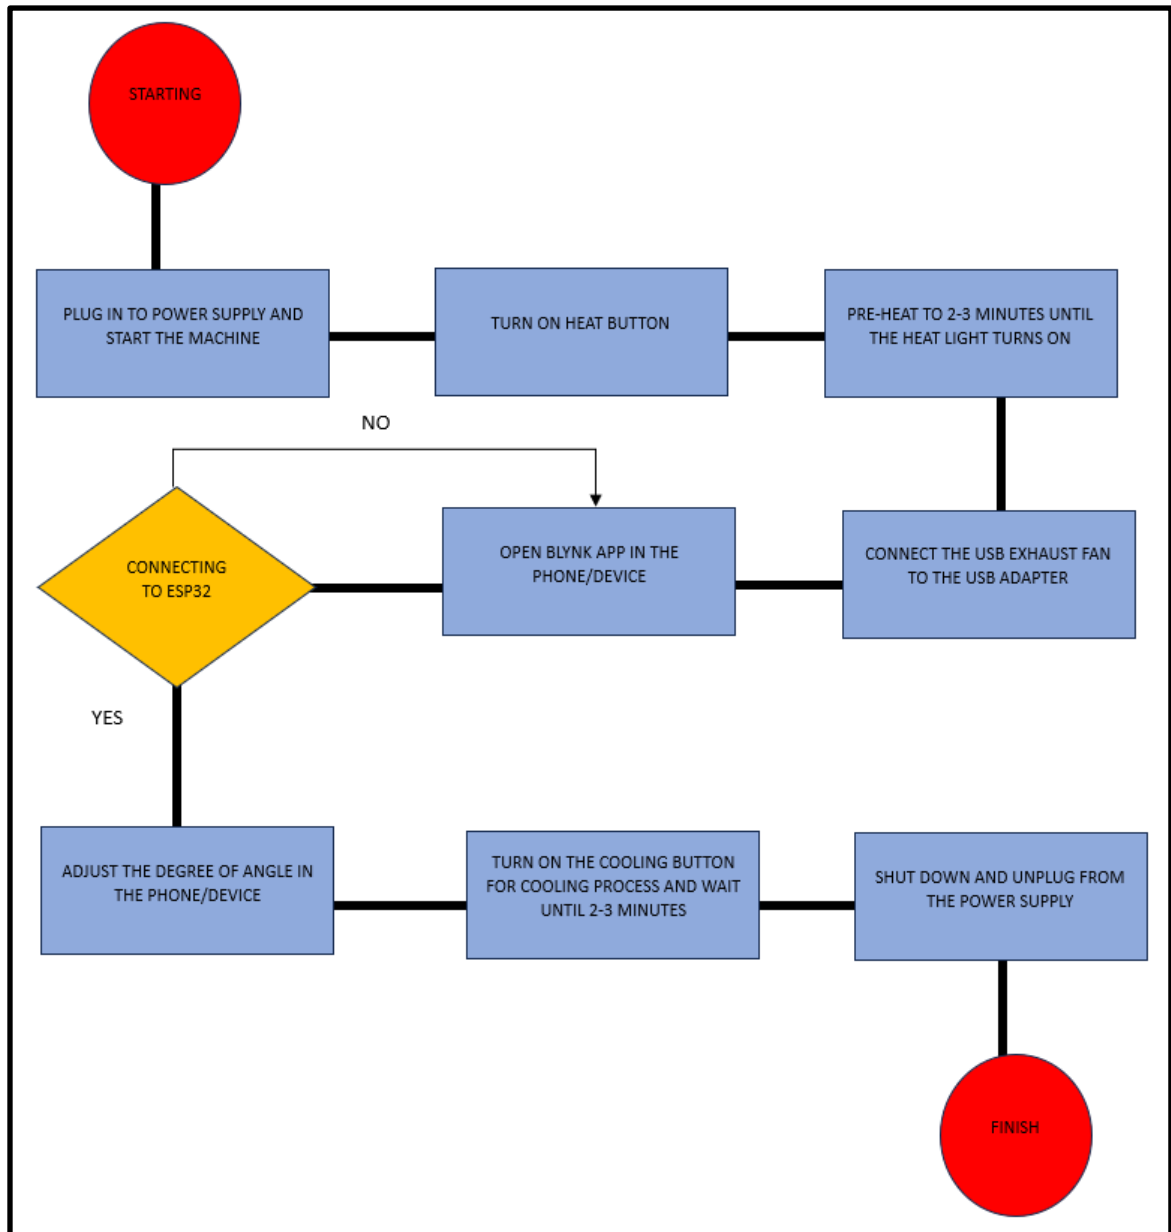 STARTING
PLUG IN TO POWER SUPPLY AND
START THE MACHINE
TURN ON HEAT BUTTON
PRE-HEAT TO 2-3 MINUTES UNTIL
THE HEAT LIGHT TURNS ON
CONNECT THE USB EXHAUST FAN
TO THE USB ADAPTER
OPEN BLYNK APP IN THE
PHONE/DEVICE
NO
CONNECTING
TO ESP32
YES
ADJUST THE DEGREE OF ANGLE IN
THE PHONE/DEVICE
TURN ON THE COOLING BUTTON
FOR COOLING PROCESS AND WAIT
UNTIL 2-3 MINUTES
SHUT DOWN AND UNPLUG FROM
THE POWER SUPPLY
FINISH